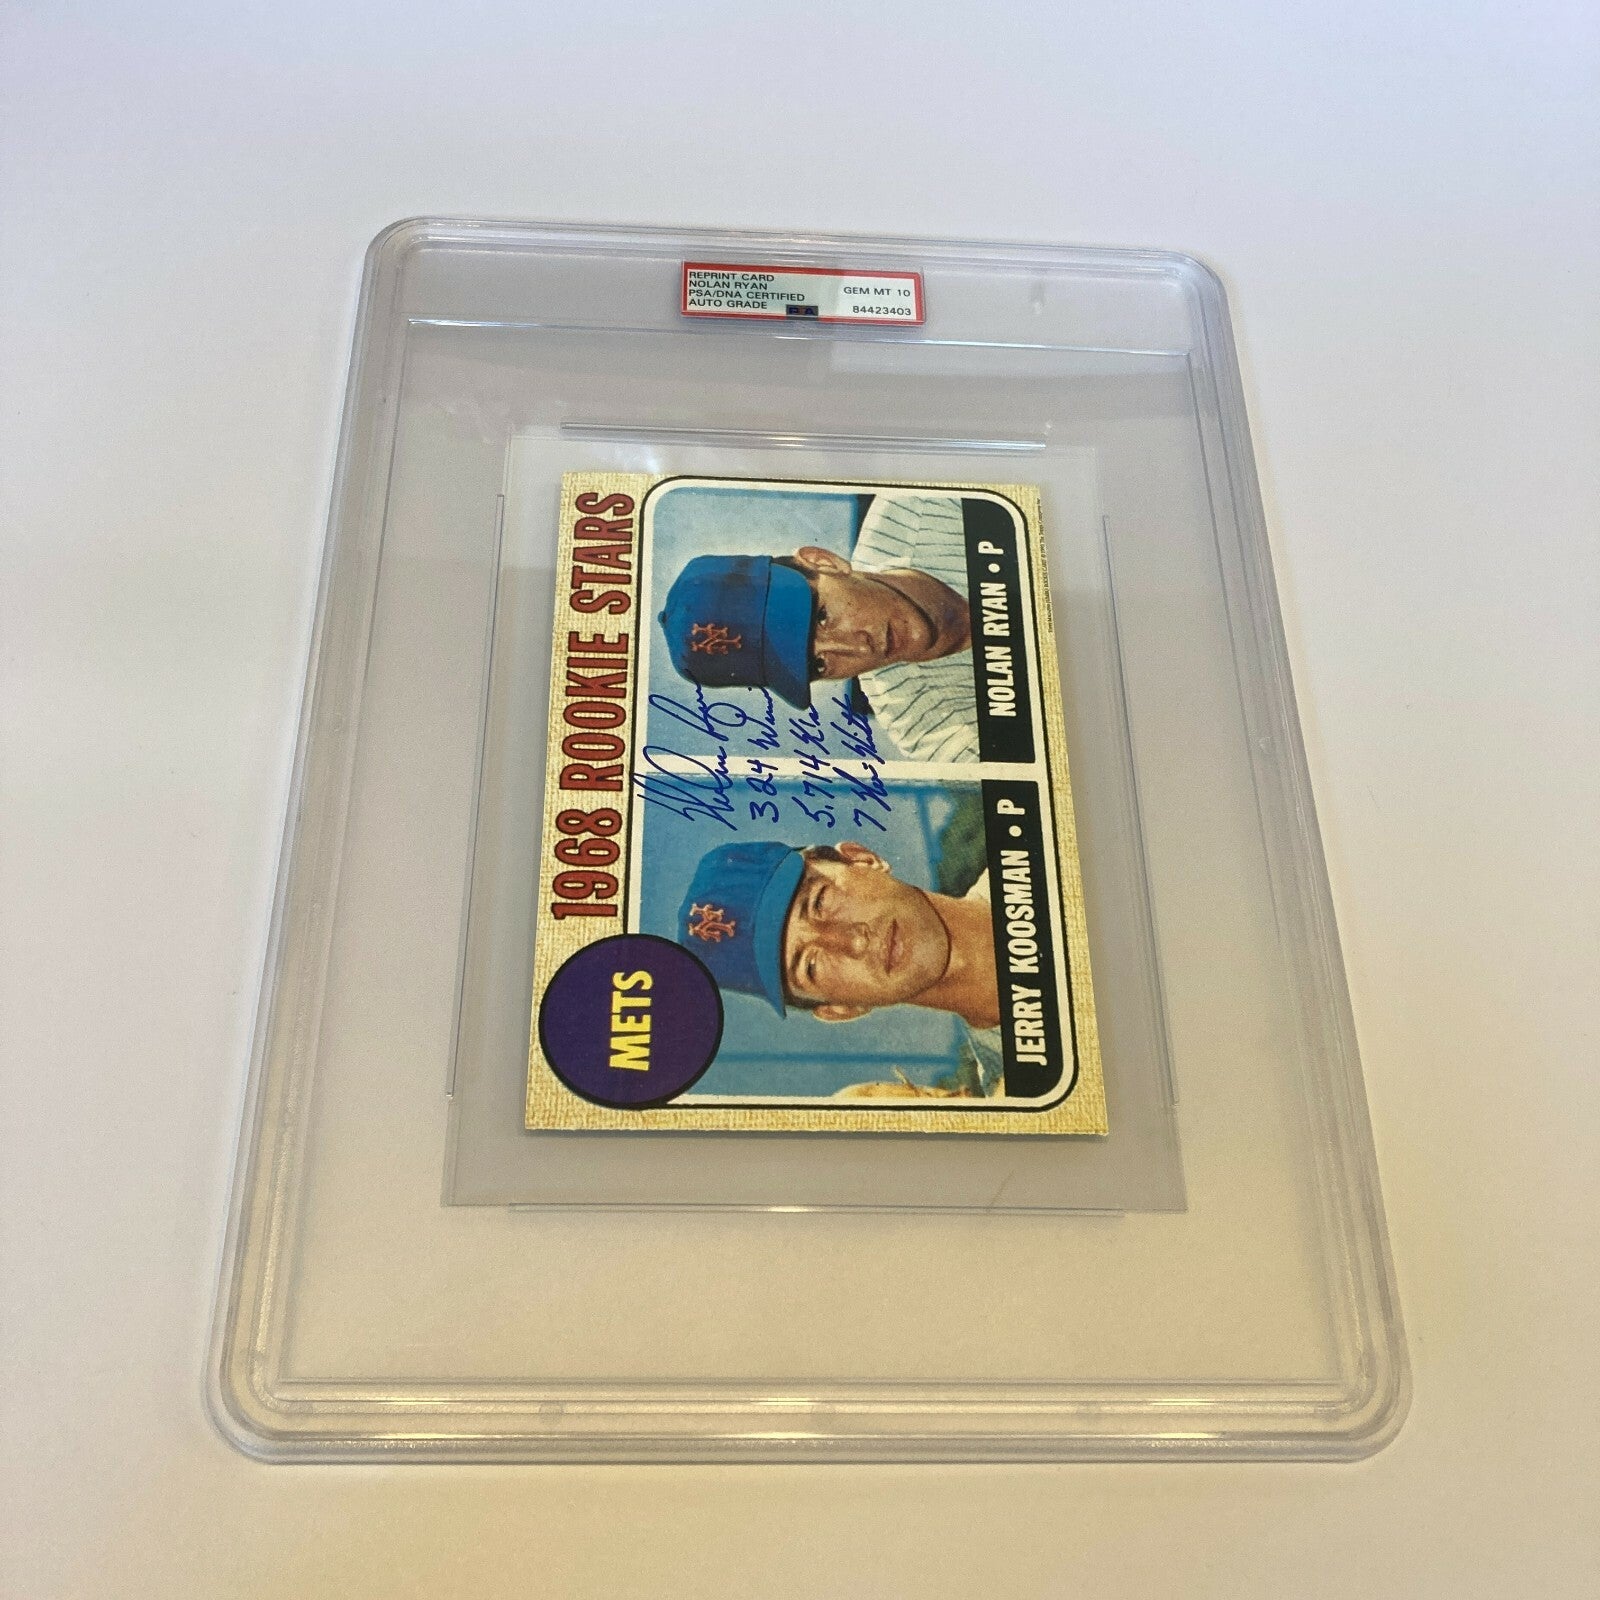 REPRINT CARD
NOLAN RYAN
PSA/DNA CERTIFIED
AUTO GRADE
GEM MT 10
PSA
84423403
1968 ROOKIE STARS
METS
Nolan Ryan
324 Wins
5,714 K's
7 No Hitters
JERRY KOOSMAN • P
NOLAN RYAN • P